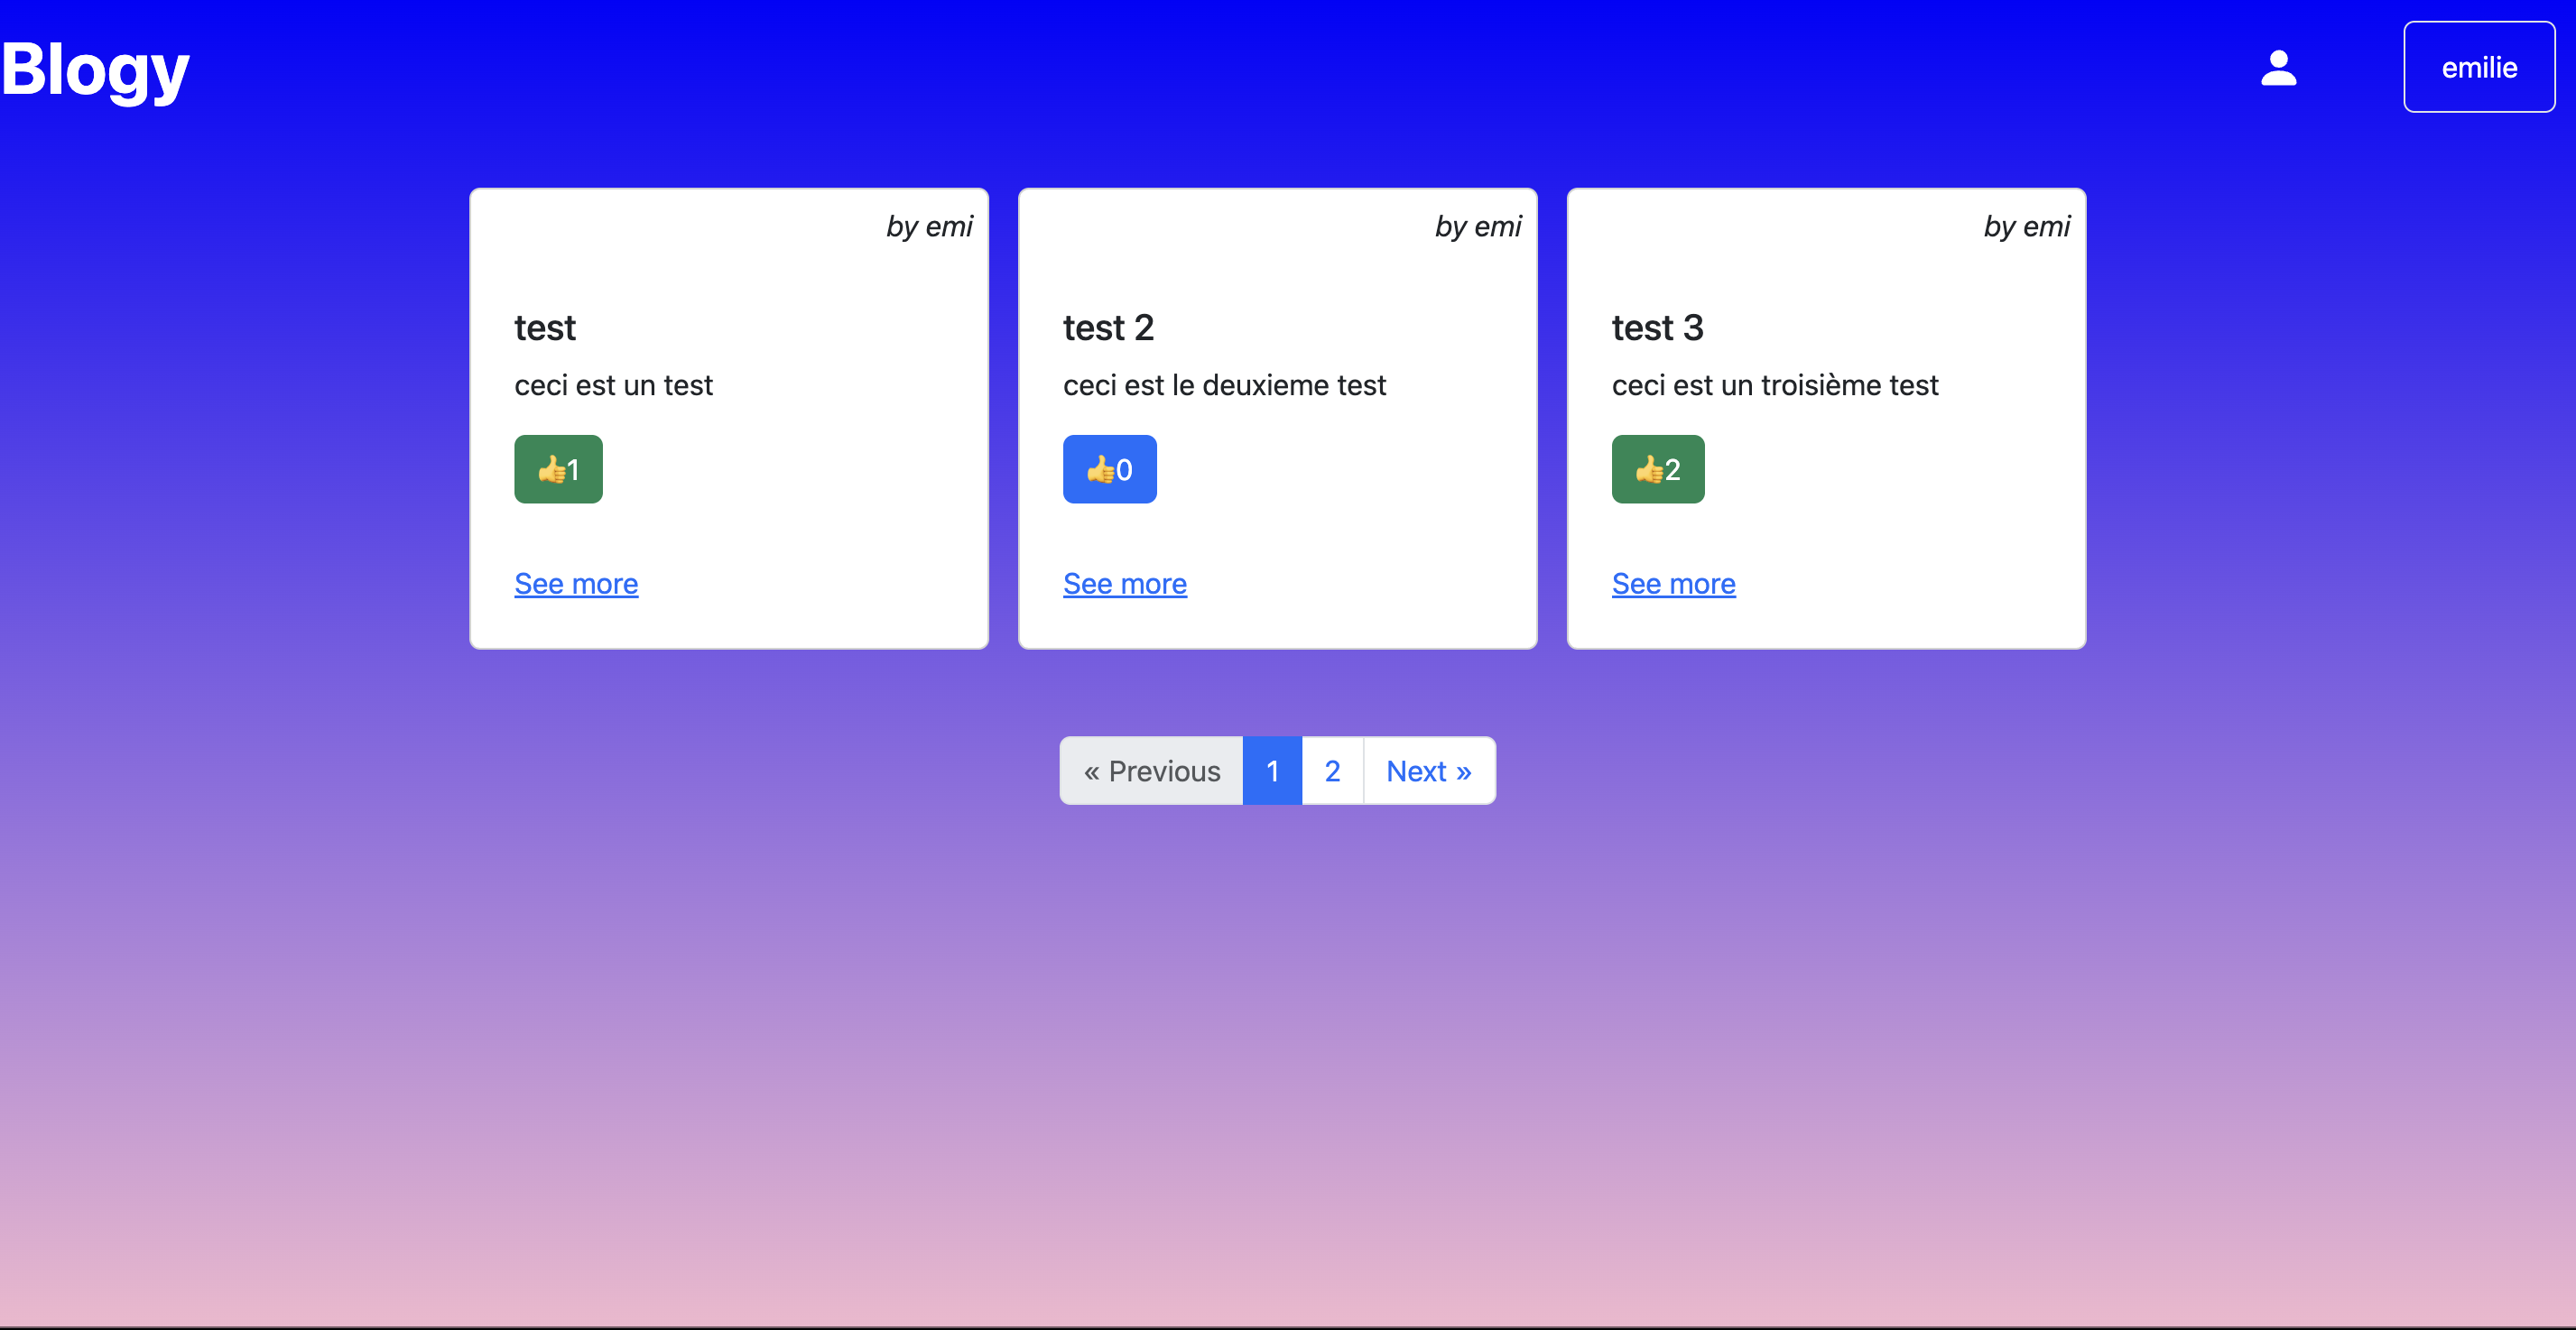 Blogy
emilie
by emi
test
ceci est un test
👍1
See more
by emi
test 2
ceci est le deuxieme test
👍0
See more
by emi
test 3
ceci est un troisième test
👍2
See more
« Previous 1 2 Next »